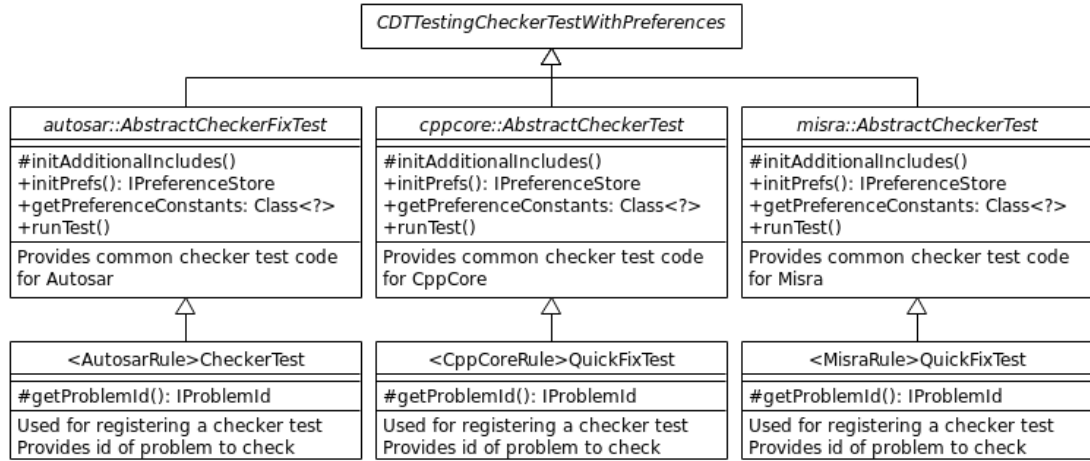 CDTTestingCheckerTestWithPreferences
autosar::AbstractCheckerFixTest
#initAdditionalIncludes()
+initPrefs(): IPreferenceStore
+getPreferenceConstants: Class<?>
+runTest()
Provides common checker test code
for Autosar
cppcore::AbstractCheckerTest
#initAdditionalIncludes()
+initPrefs(): IPreferenceStore
+getPreferenceConstants: Class<?>
+runTest()
Provides common checker test code
for CppCore
misra::AbstractCheckerTest
#initAdditionalIncludes()
+initPrefs(): IPreferenceStore
+getPreferenceConstants: Class<?>
+runTest()
Provides common checker test code
for Misra
<AutosarRule>CheckerTest
#getProblemId(): IProblemId
Used for registering a checker test
Provides id of problem to check
<CppCoreRule>QuickFixTest
#getProblemId(): IProblemId
Used for registering a checker test
Provides id of problem to check
<MisraRule>QuickFixTest
#getProblemId(): IProblemId
Used for registering a checker test
Provides id of problem to check